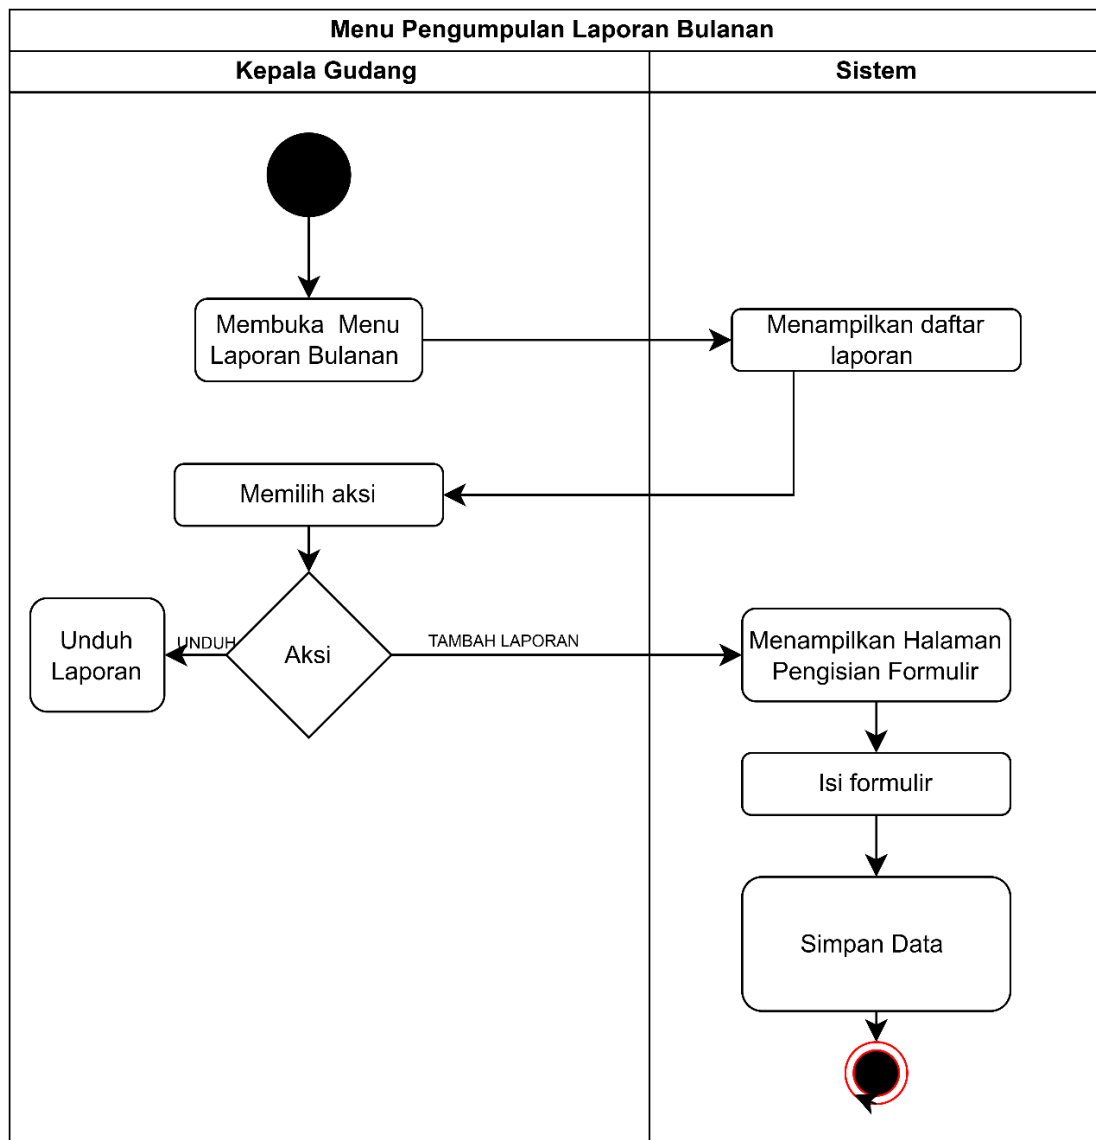 Menu Pengumpulan Laporan Bulanan
Kepala Gudang
Sistem
Membuka Menu
Laporan Bulanan
Menampilkan daftar
laporan
Memilih aksi
Unduh
Laporan
UNDUH
Aksi
TAMBAH LAPORAN
Menampilkan Halaman
Pengisian Formulir
Isi formulir
Simpan Data